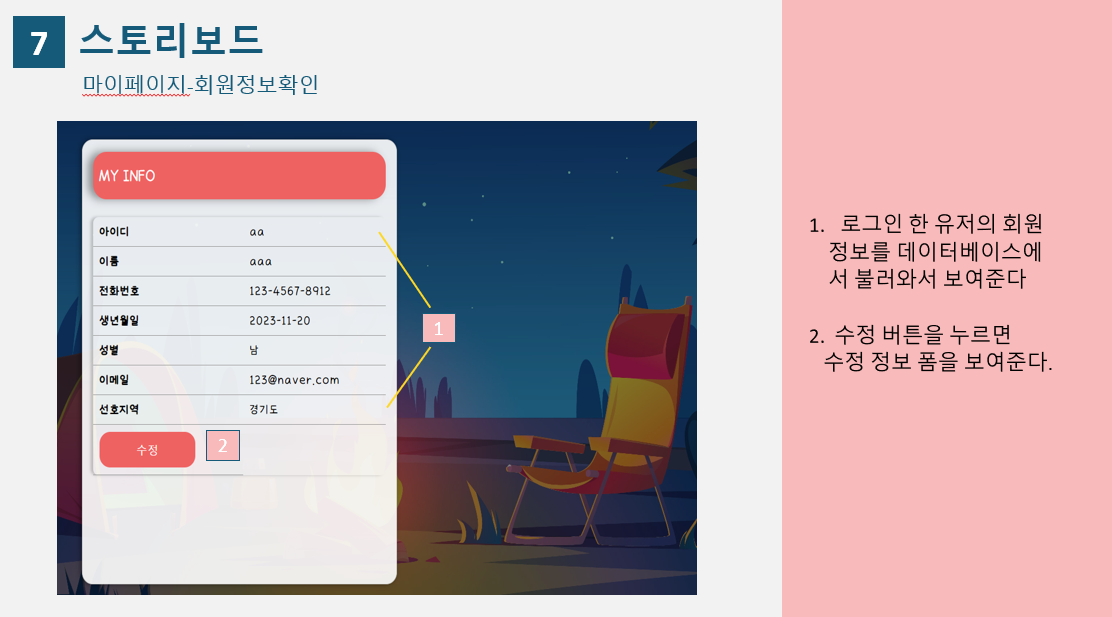 7 스토리보드
마이페이지-회원정보확인
MY INFO
아이디 aa
이름 aaa
전화번호 123-4567-8912
생년월일 2023-11-20
성별 남
이메일 123@naver.com
선호지역 경기도
수정
1
2
1. 로그인 한 유저의 회원
정보를 데이터베이스에
서 불러와서 보여준다
2. 수정 버튼을 누르면
수정 정보 폼을 보여준다.